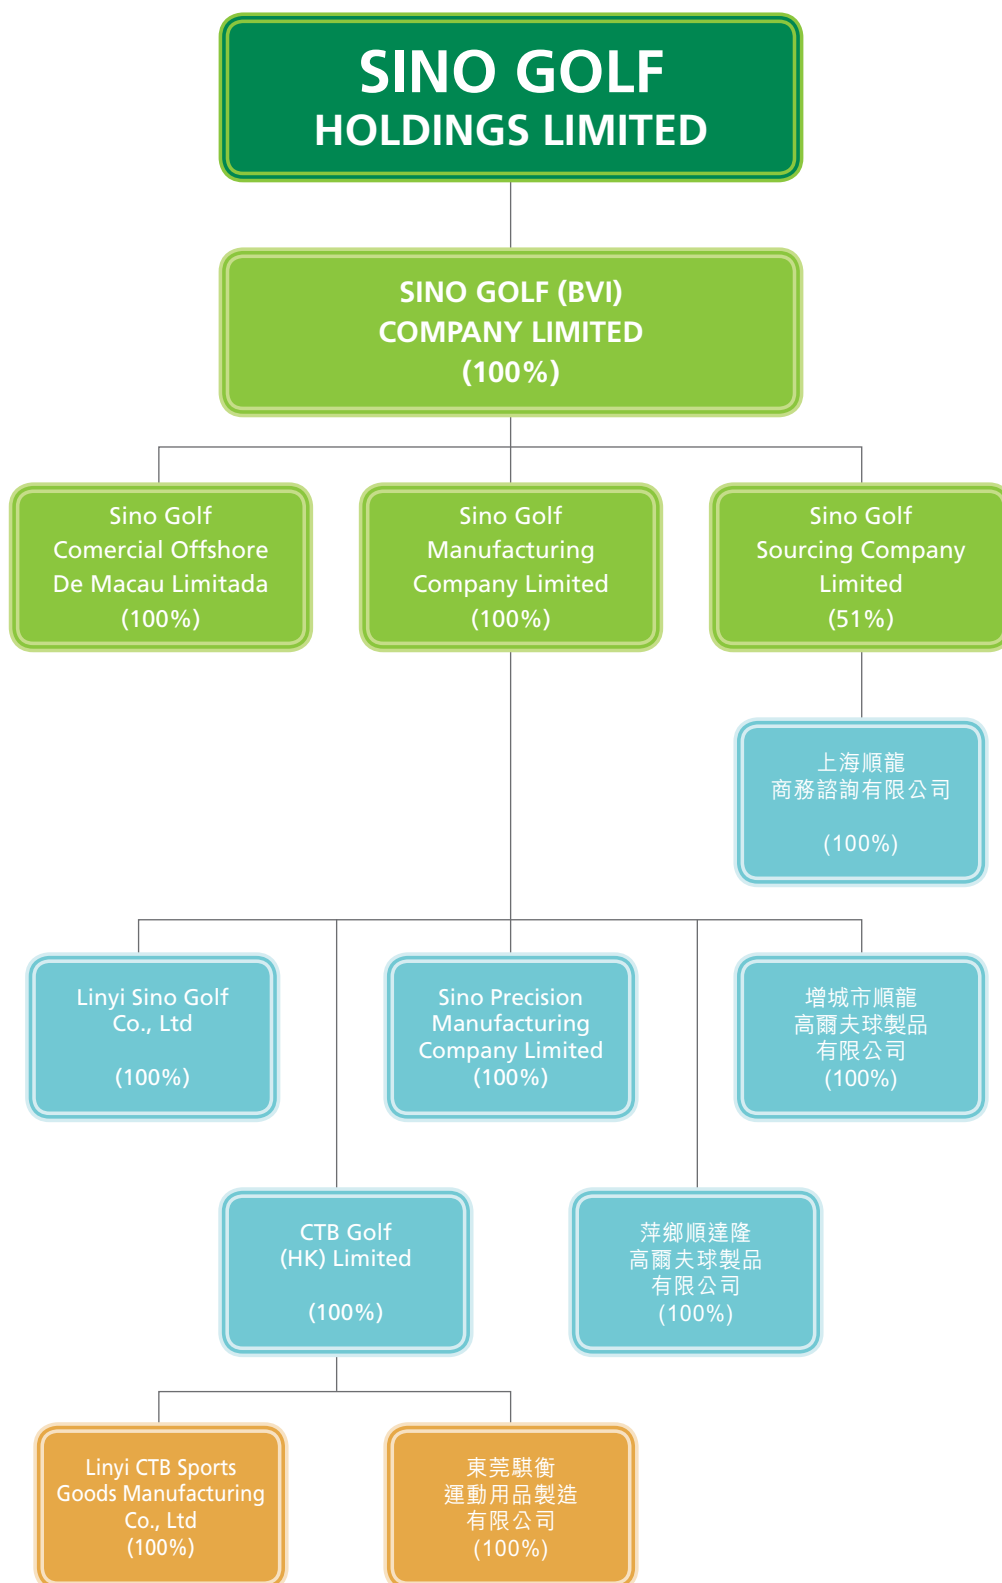 SINO GOLF
HOLDINGS LIMITED
SINO GOLF (BVI)
COMPANY LIMITED
(100%)
Sino Golf
Comercial Offshore
De Macau Limitada
(100%)
Sino Golf
Manufacturing
Company Limited
(100%)
Sino Golf
Sourcing Company
Limited
(51%)
上海順龍
商務諮詢有限公司
(100%)
Linyi Sino Golf
Co., Ltd
(100%)
Sino Precision
Manufacturing
Company Limited
(100%)
增城市順龍
高爾夫球製品
有限公司
(100%)
CTB Golf
(HK) Limited
(100%)
萍鄉順達隆
高爾夫球製品
有限公司
(100%)
Linyi CTB Sports
Goods Manufacturing
Co., Ltd
(100%)
東莞騏衡
運動用品製造
有限公司
(100%)